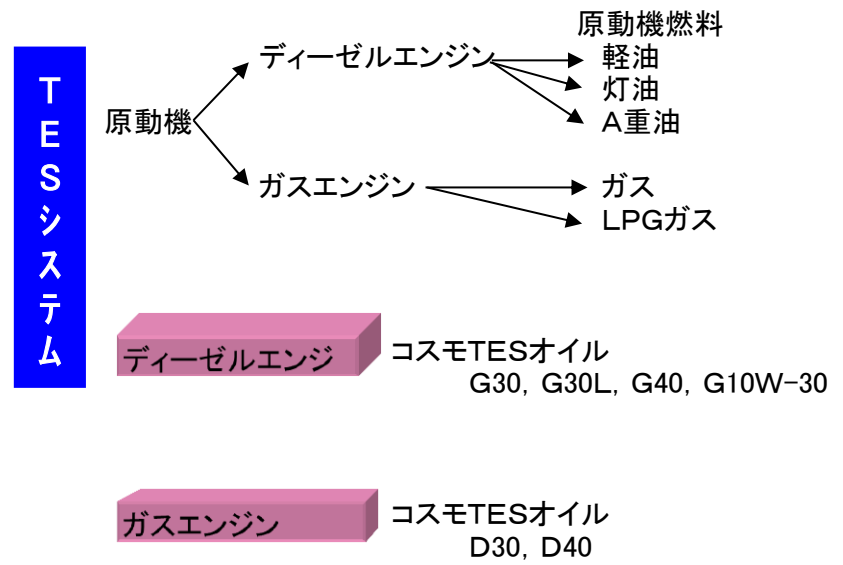 TESシステム
原動機
ディーゼルエンジン
原動機燃料
軽油
灯油
A重油
ガスエンジン
ガス
LPGガス
ディーゼルエンジ
コスモTESオイル
G30, G30L, G40, G10W-30
ガスエンジン
コスモTESオイル
D30, D40